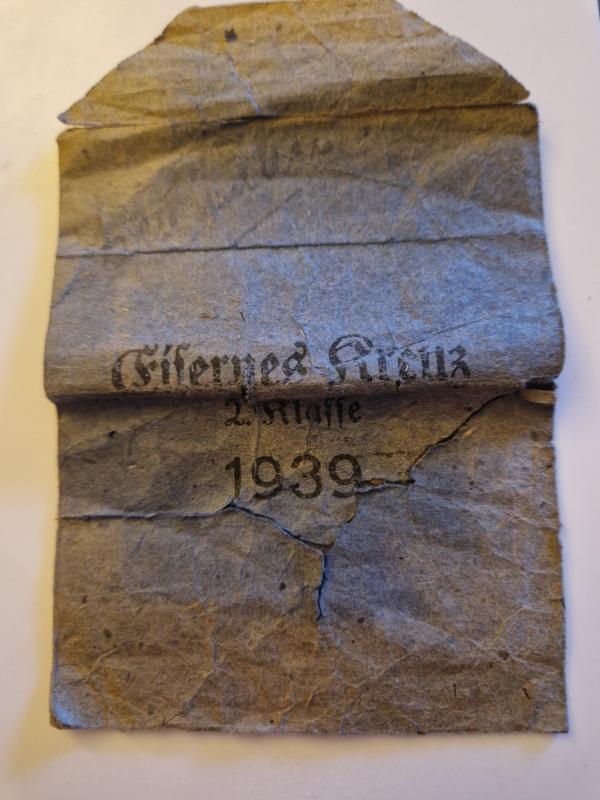 Eisernes Kreuz
2. Klasse
1939